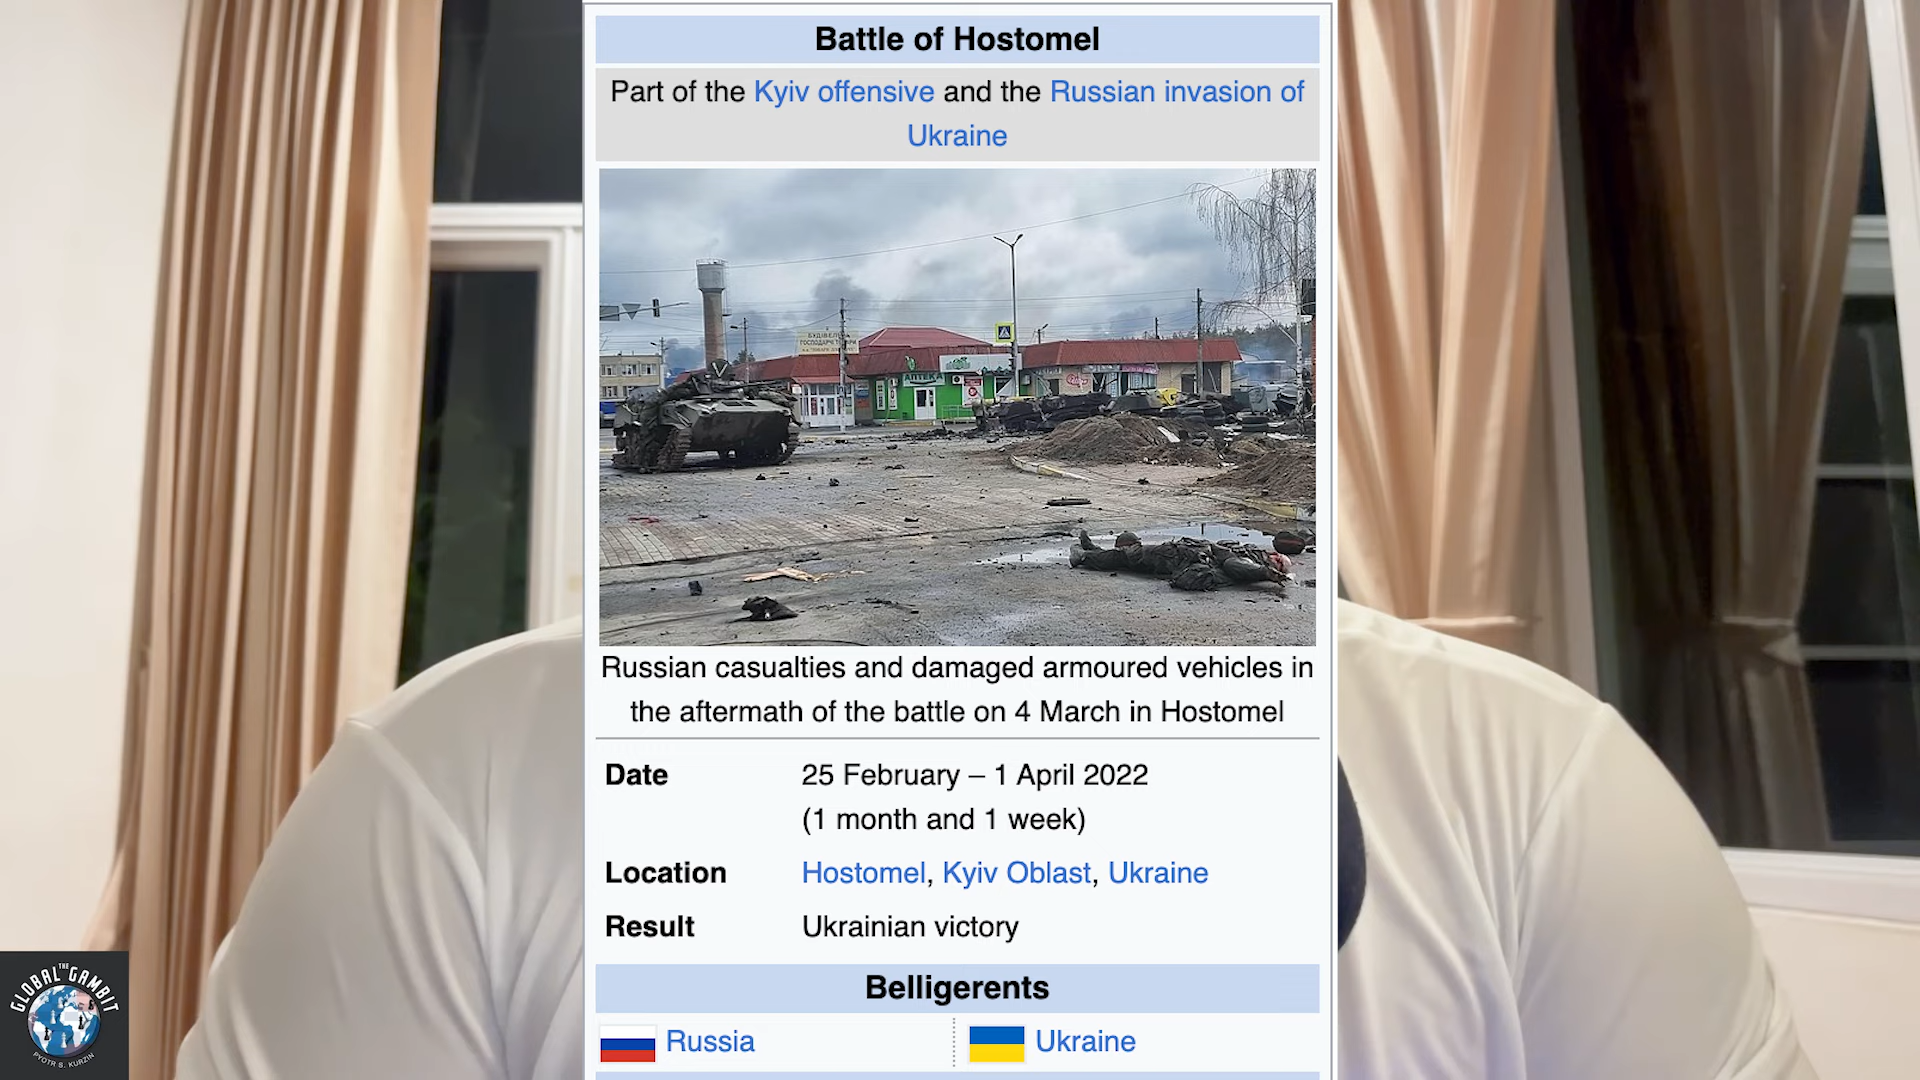 Battle of Hostomel
Part of the Kyiv offensive and the Russian invasion of
Ukraine
АПТЕКА
Russian casualties and damaged armoured vehicles in
the aftermath of the battle on 4 March in Hostomel
Date 25 February – 1 April 2022
(1 month and 1 week)
Location Hostomel, Kyiv Oblast, Ukraine
Result Ukrainian victory
Belligerents
Russia Ukraine
THE
GLOBAL GAMBIT
PYOTR S. KURZIN